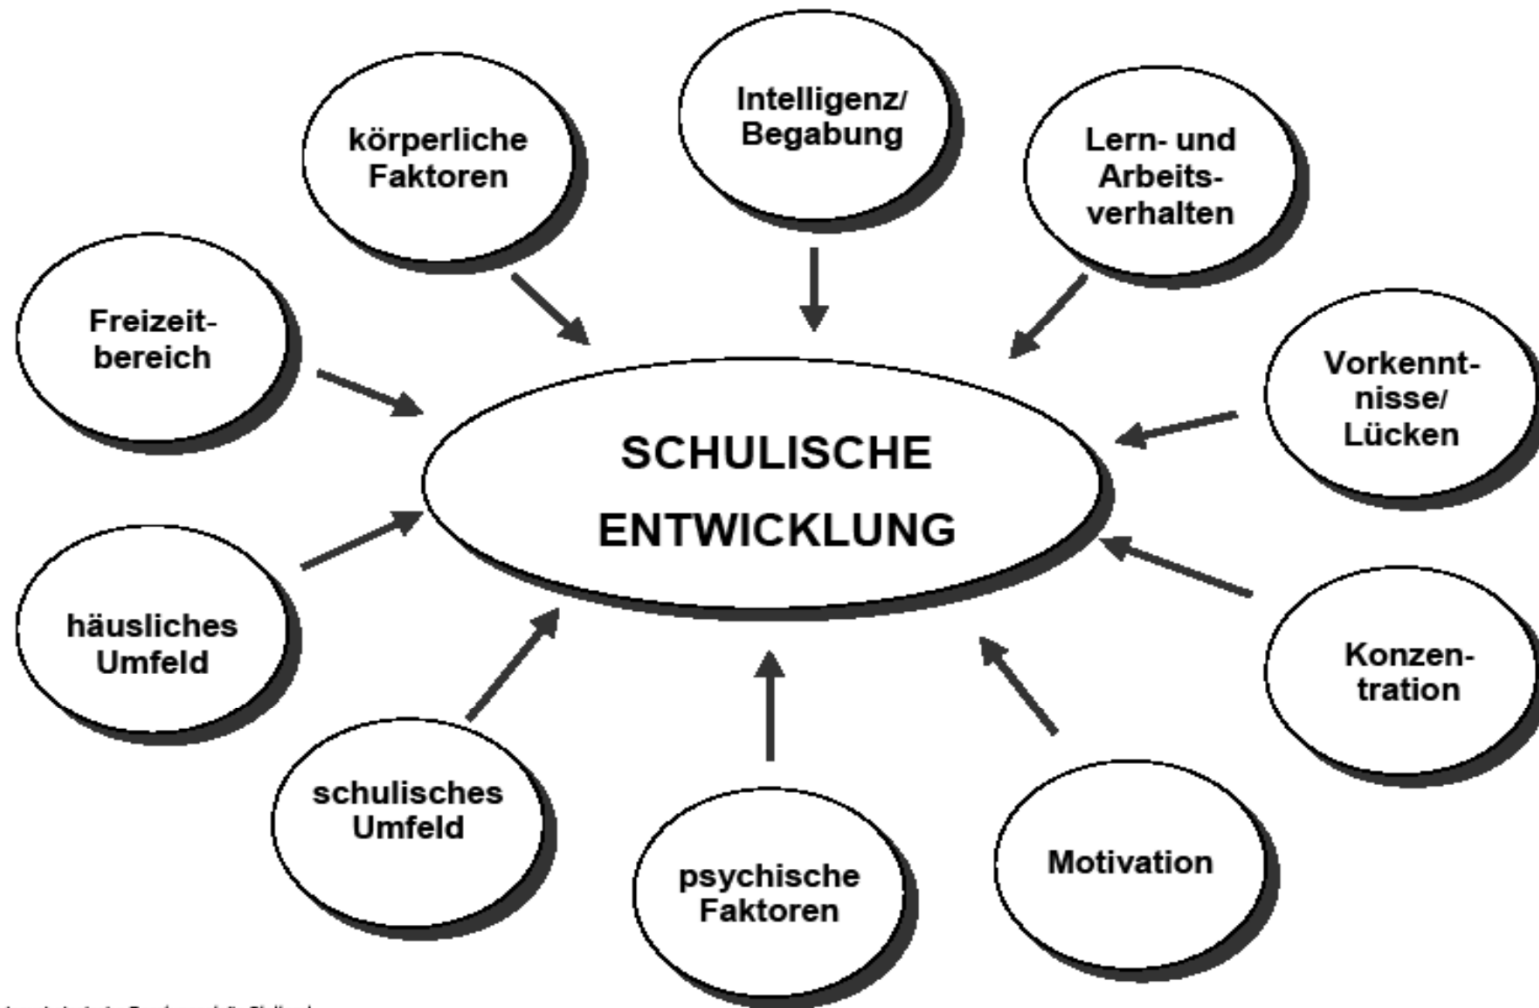 Intelligenz/
Begabung
körperliche
Faktoren
Lern- und
Arbeits-
verhalten
Freizeit-
bereich
Vorkennt-
nisse/
Lücken
SCHULISCHE
ENTWICKLUNG
häusliches
Umfeld
Konzen-
tration
schulisches
Umfeld
psychische
Faktoren
Motivation